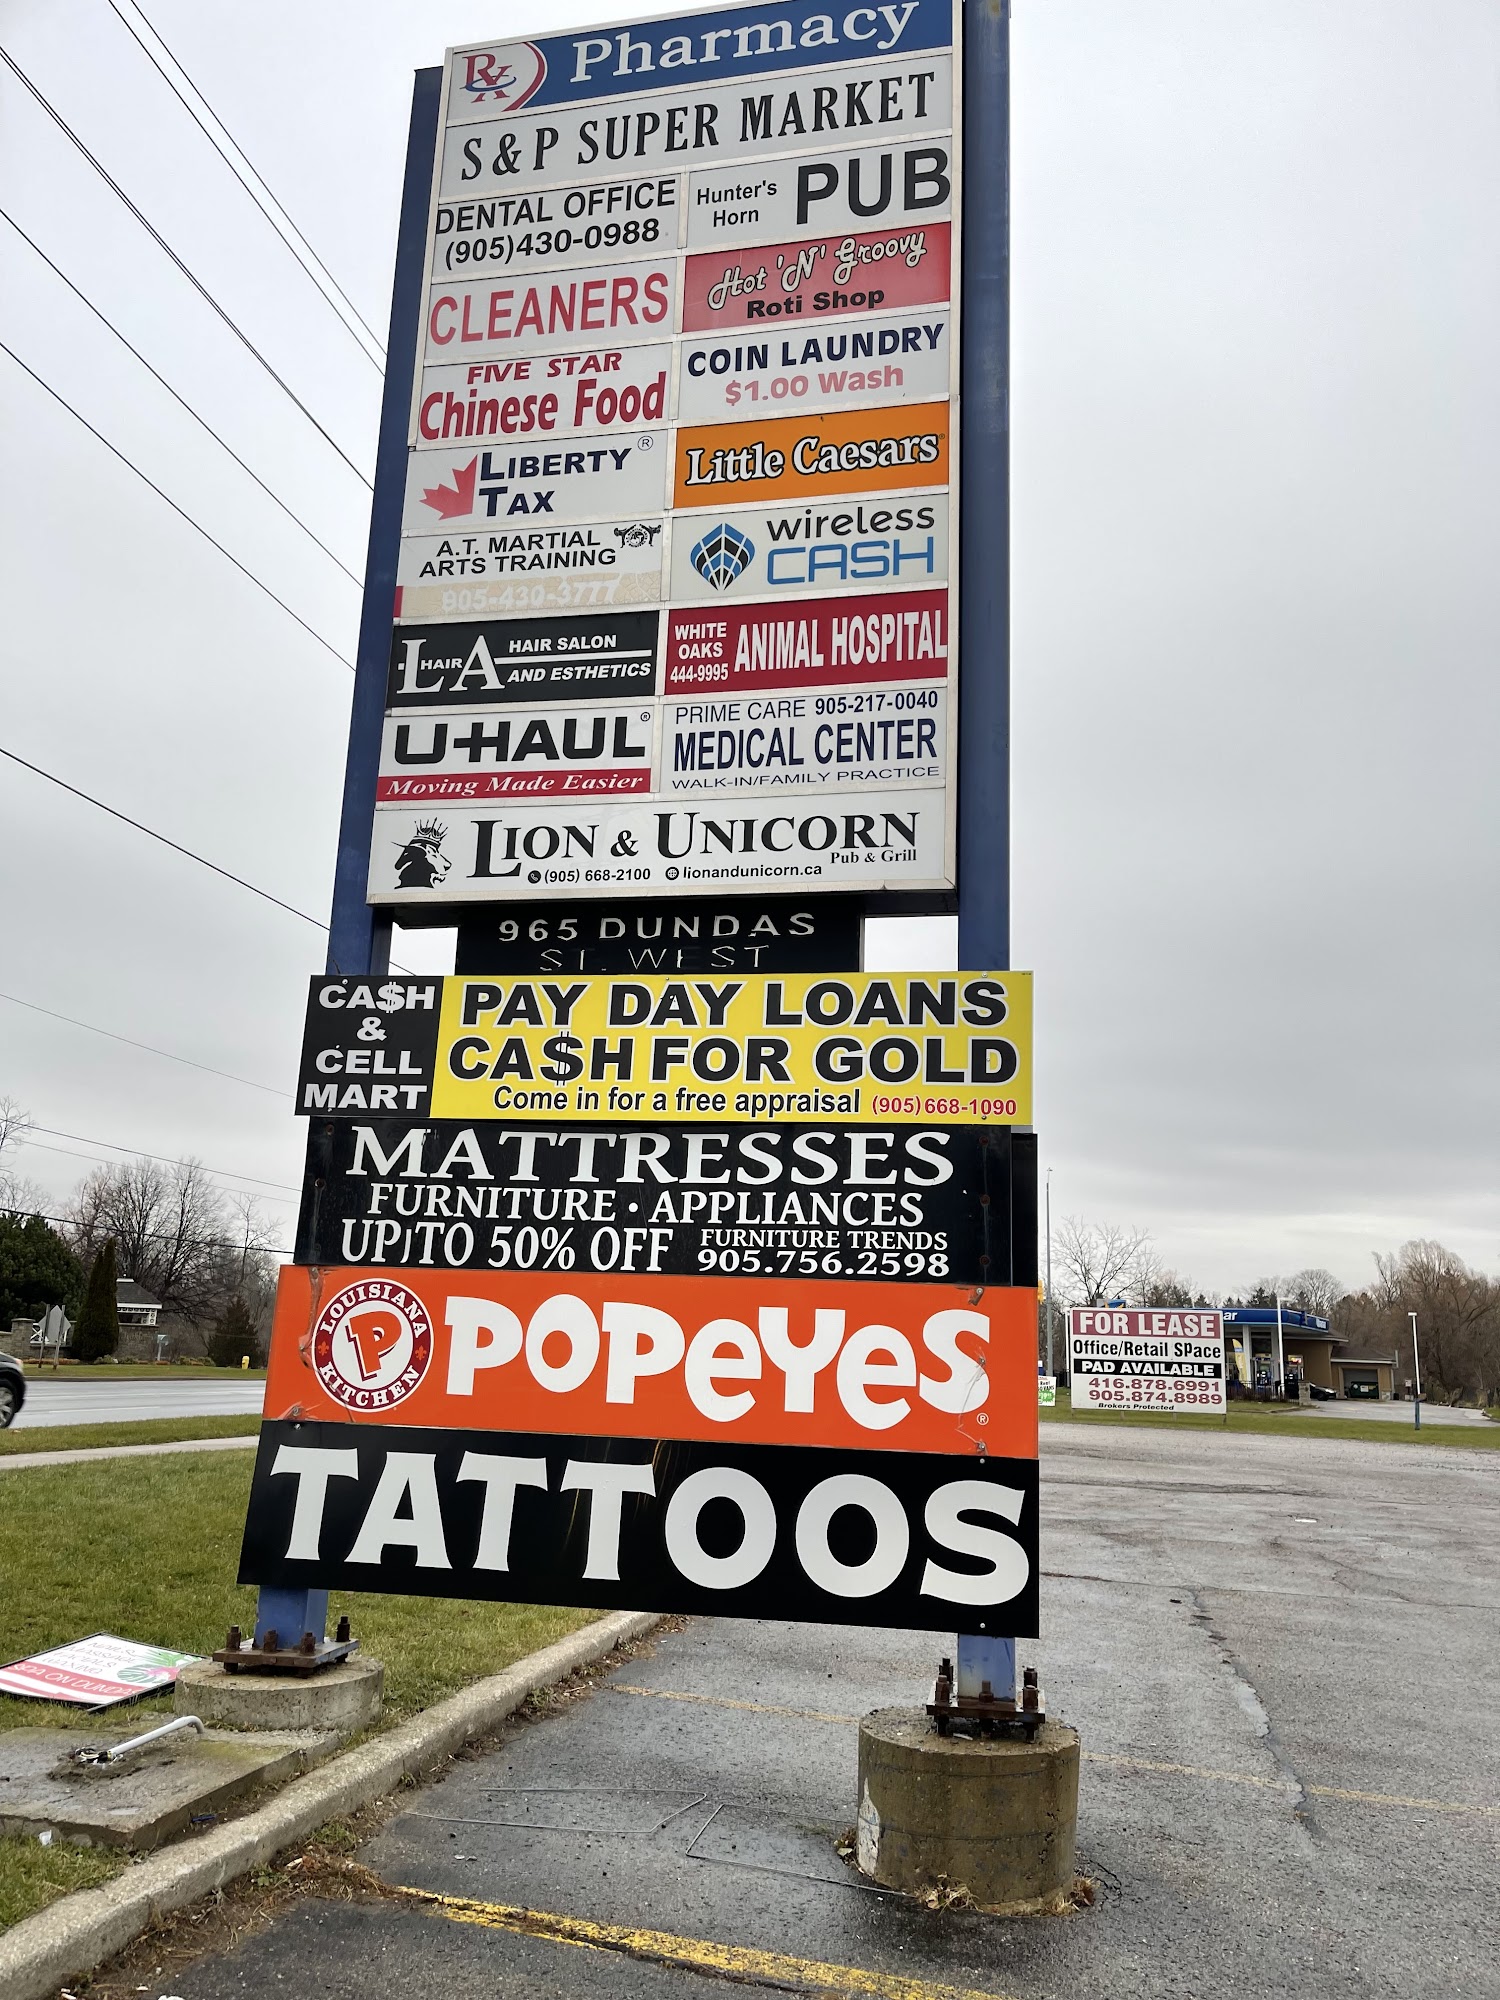 Rx Pharmacy
S & P SUPER MARKET
DENTAL OFFICE
(905)430-0988
Hunter's
Horn
PUB
CLEANERS
Hot 'N' Groovy
Roti Shop
FIVE STAR
Chinese Food
COIN LAUNDRY
$1.00 Wash
LIBERTY ®
TAX
Little Caesars
A.T. MARTIAL
ARTS TRAINING
905-430-3777
wireless
CASH
HAIR
LA
HAIR SALON
AND ESTHETICS
WHITE
OAKS
444-9995
ANIMAL HOSPITAL
U-HAUL ®
Moving Made Easier
PRIME CARE 905-217-0040
MEDICAL CENTER
WALK-IN/FAMILY PRACTICE
LION & UNICORN
Pub & Grill
(905) 668-2100 lionandunicorn.ca
965 DUNDAS
ST. WEST
CA$H
&
CELL
MART
PAY DAY LOANS
CA$H FOR GOLD
Come in for a free appraisal (905) 668-1090
MATTRESSES
FURNITURE • APPLIANCES
UP TO 50% OFF
FURNITURE TRENDS
905.756.2598
LOUISIANA
P
KITCHEN
POPEYES ®
TATTOOS
FOR LEASE
Office/Retail SPace
PAD AVAILABLE
416.878.6991
905.874.8989
Brokers Protected